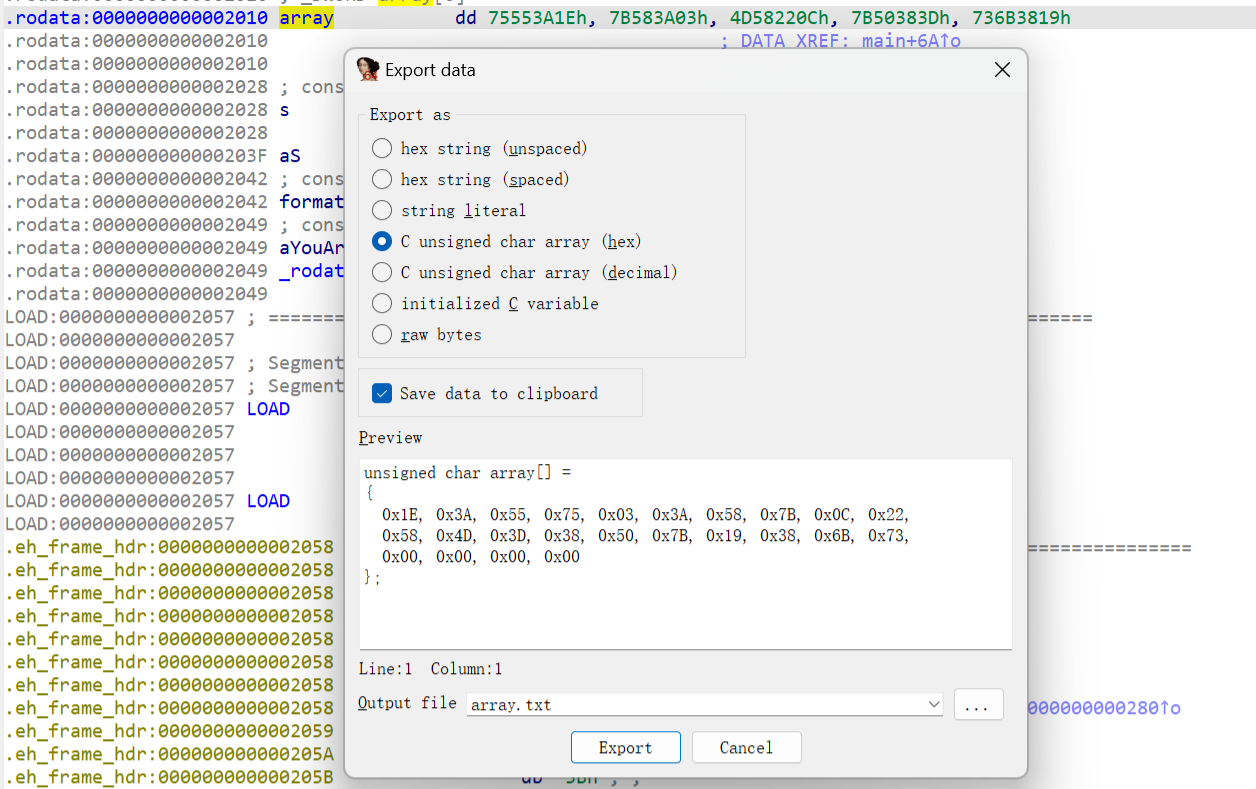 .rodata:0000000000002010 array dd 75553A1Eh, 7B583A03h, 4D58220Ch, 7B50383Dh, 736B3819h
.rodata:0000000000002010 ; DATA XREF: main+6A↑o
.rodata:0000000000002010
.rodata:0000000000002028 ; cons
.rodata:0000000000002028 s
.rodata:0000000000002028
.rodata:000000000000203F aS
.rodata:0000000000002042 ; cons
.rodata:0000000000002042 format
.rodata:0000000000002049 ; cons
.rodata:0000000000002049 aYouAr
.rodata:0000000000002049 _rodat
.rodata:0000000000002049
LOAD:0000000000002057 ; =======
LOAD:0000000000002057
LOAD:0000000000002057 ; Segment
LOAD:0000000000002057 ; Segment
LOAD:0000000000002057 LOAD
LOAD:0000000000002057
LOAD:0000000000002057
LOAD:0000000000002057
LOAD:0000000000002057 LOAD
LOAD:0000000000002057
.eh_frame_hdr:0000000000002058
.eh_frame_hdr:0000000000002058
.eh_frame_hdr:0000000000002058
.eh_frame_hdr:0000000000002058
.eh_frame_hdr:0000000000002058
.eh_frame_hdr:0000000000002058
.eh_frame_hdr:0000000000002058
.eh_frame_hdr:0000000000002058 0000000000280↑o
.eh_frame_hdr:0000000000002059
.eh_frame_hdr:000000000000205A
.eh_frame_hdr:000000000000205B
Export data
Export as
hex string (unspaced)
hex string (spaced)
string literal
C unsigned char array (hex)
C unsigned char array (decimal)
initialized C variable
raw bytes
Save data to clipboard
Preview
unsigned char array[] =
{
0x1E, 0x3A, 0x55, 0x75, 0x03, 0x3A, 0x58, 0x7B, 0x0C, 0x22,
0x58, 0x4D, 0x3D, 0x38, 0x50, 0x7B, 0x19, 0x38, 0x6B, 0x73,
0x00, 0x00, 0x00, 0x00
};
Line:1 Column:1
Output file array.txt ...
Export Cancel